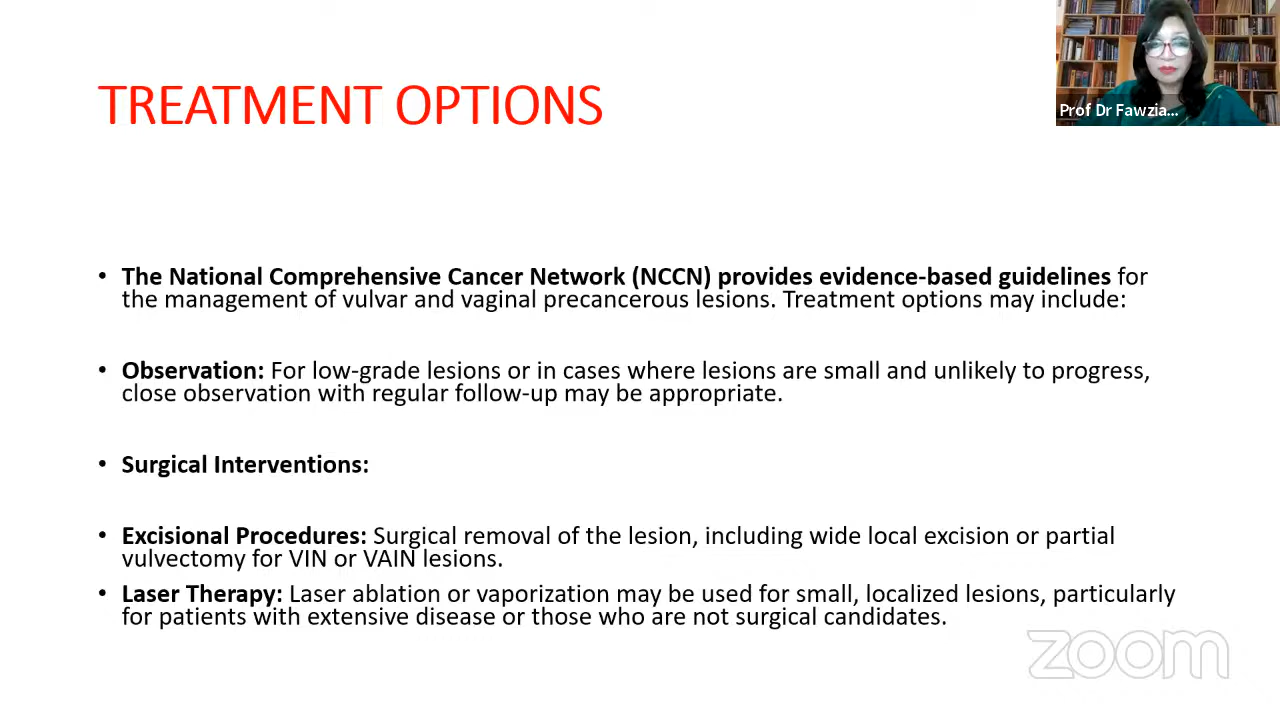 TREATMENT OPTIONS
Prof Dr Fawzia...
• The National Comprehensive Cancer Network (NCCN) provides evidence-based guidelines for
the management of vulvar and vaginal precancerous lesions. Treatment options may include:
• Observation: For low-grade lesions or in cases where lesions are small and unlikely to progress,
close observation with regular follow-up may be appropriate.
• Surgical Interventions:
• Excisional Procedures: Surgical removal of the lesion, including wide local excision or partial
vulvectomy for VIN or VAIN lesions.
• Laser Therapy: Laser ablation or vaporization may be used for small, localized lesions, particularly
for patients with extensive disease or those who are not surgical candidates.
zoom